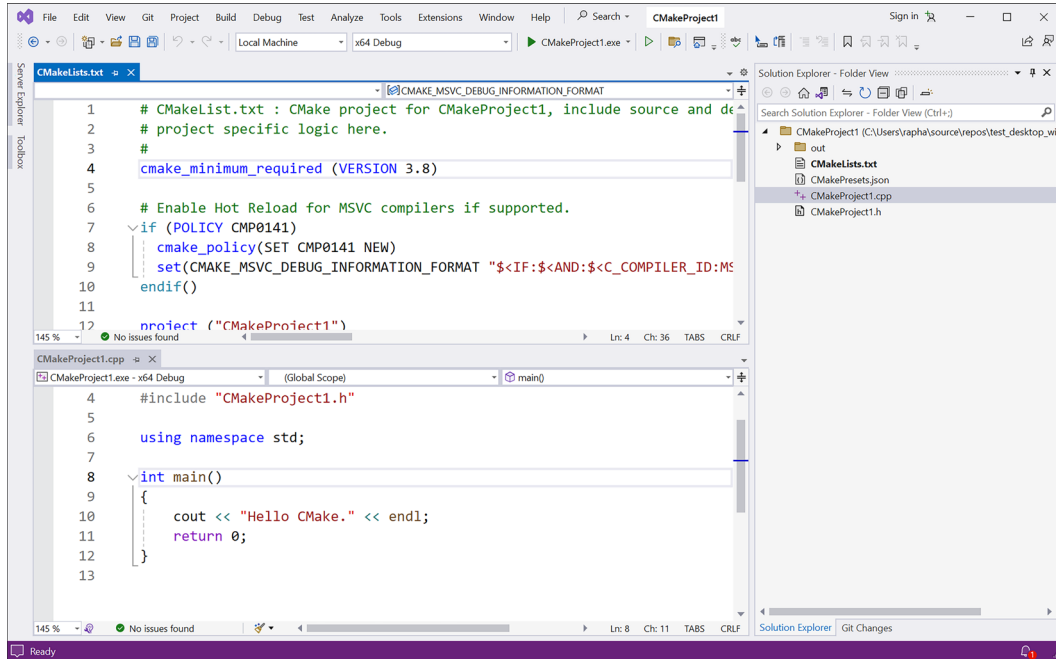 File Edit View Git Project Build Debug Test Analyze Tools Extensions Window Help Search CMakeProject1 Sign in
Local Machine x64 Debug CMakeProject1.exe
Server Explorer
Toolbox
CMakeLists.txt
CMAKE_MSVC_DEBUG_INFORMATION_FORMAT
1 # CMakeList.txt : CMake project for CMakeProject1, include source and de
2 # project specific logic here.
3 #
4 cmake_minimum_required (VERSION 3.8)
5
6 # Enable Hot Reload for MSVC compilers if supported.
7 if (POLICY CMP0141)
8 cmake_policy(SET CMP0141 NEW)
9 set(CMAKE_MSVC_DEBUG_INFORMATION_FORMAT "$<IF:$<AND:$<C_COMPILER_ID:MS
10 endif()
11
12 project ("CMakeProject1")
145 % No issues found Ln: 4 Ch: 36 TABS CRLF
CMakeProject1.cpp
CMakeProject1.exe - x64 Debug (Global Scope) main()
4 #include "CMakeProject1.h"
5
6 using namespace std;
7
8 int main()
9 {
10 cout << "Hello CMake." << endl;
11 return 0;
12 }
13
145 % No issues found Ln: 8 Ch: 11 TABS CRLF
Solution Explorer - Folder View
Search Solution Explorer - Folder View (Ctrl+;)
CMakeProject1 (C:\Users\rapha\source\repos\test_desktop_wi
out
CMakeLists.txt
CMakePresets.json
CMakeProject1.cpp
CMakeProject1.h
Solution Explorer Git Changes
Ready 1